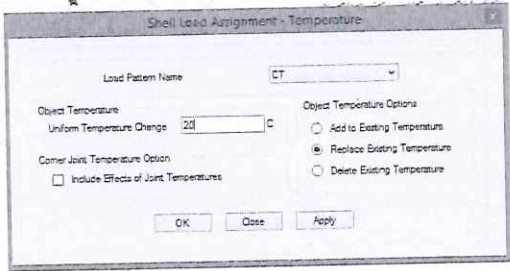 Shell Load Assignment - Temperature
Load Pattern Name
CT
Object Temperature
Uniform Temperature Change 20 C
Corner Joint Temperature Option
Include Effects of Joint Temperatures
Object Temperature Options
Add to Existing Temperature
Replace Existing Temperature
Delete Existing Temperature
OK Close Apply